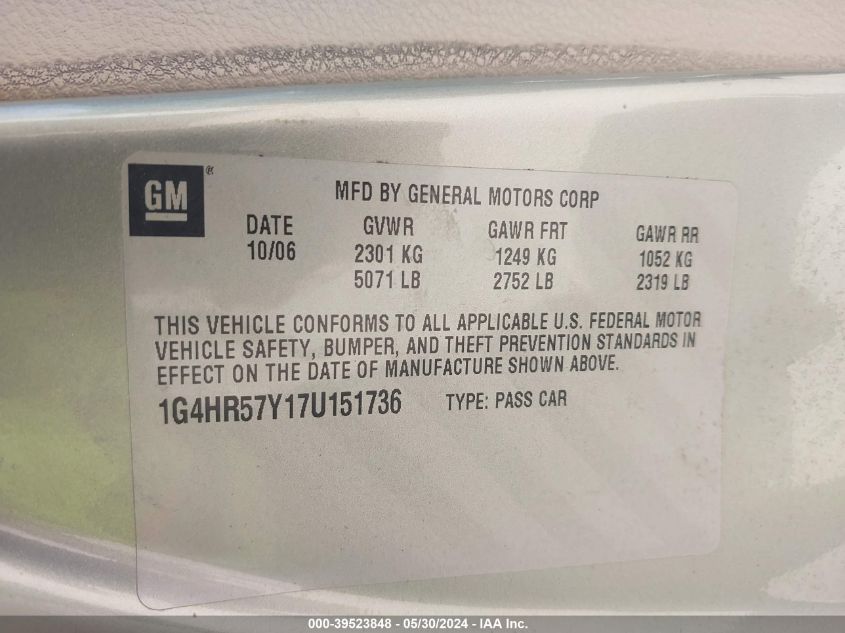 GM ®
MFD BY GENERAL MOTORS CORP
DATE GVWR GAWR FRT GAWR RR
10/06 2301 KG 1249 KG 1052 KG
5071 LB 2752 LB 2319 LB
THIS VEHICLE CONFORMS TO ALL APPLICABLE U.S. FEDERAL MOTOR
VEHICLE SAFETY, BUMPER, AND THEFT PREVENTION STANDARDS IN
EFFECT ON THE DATE OF MANUFACTURE SHOWN ABOVE.
1G4HR57Y17U151736 TYPE: PASS CAR
000-39523848 - 05/30/2024 - IAA Inc.